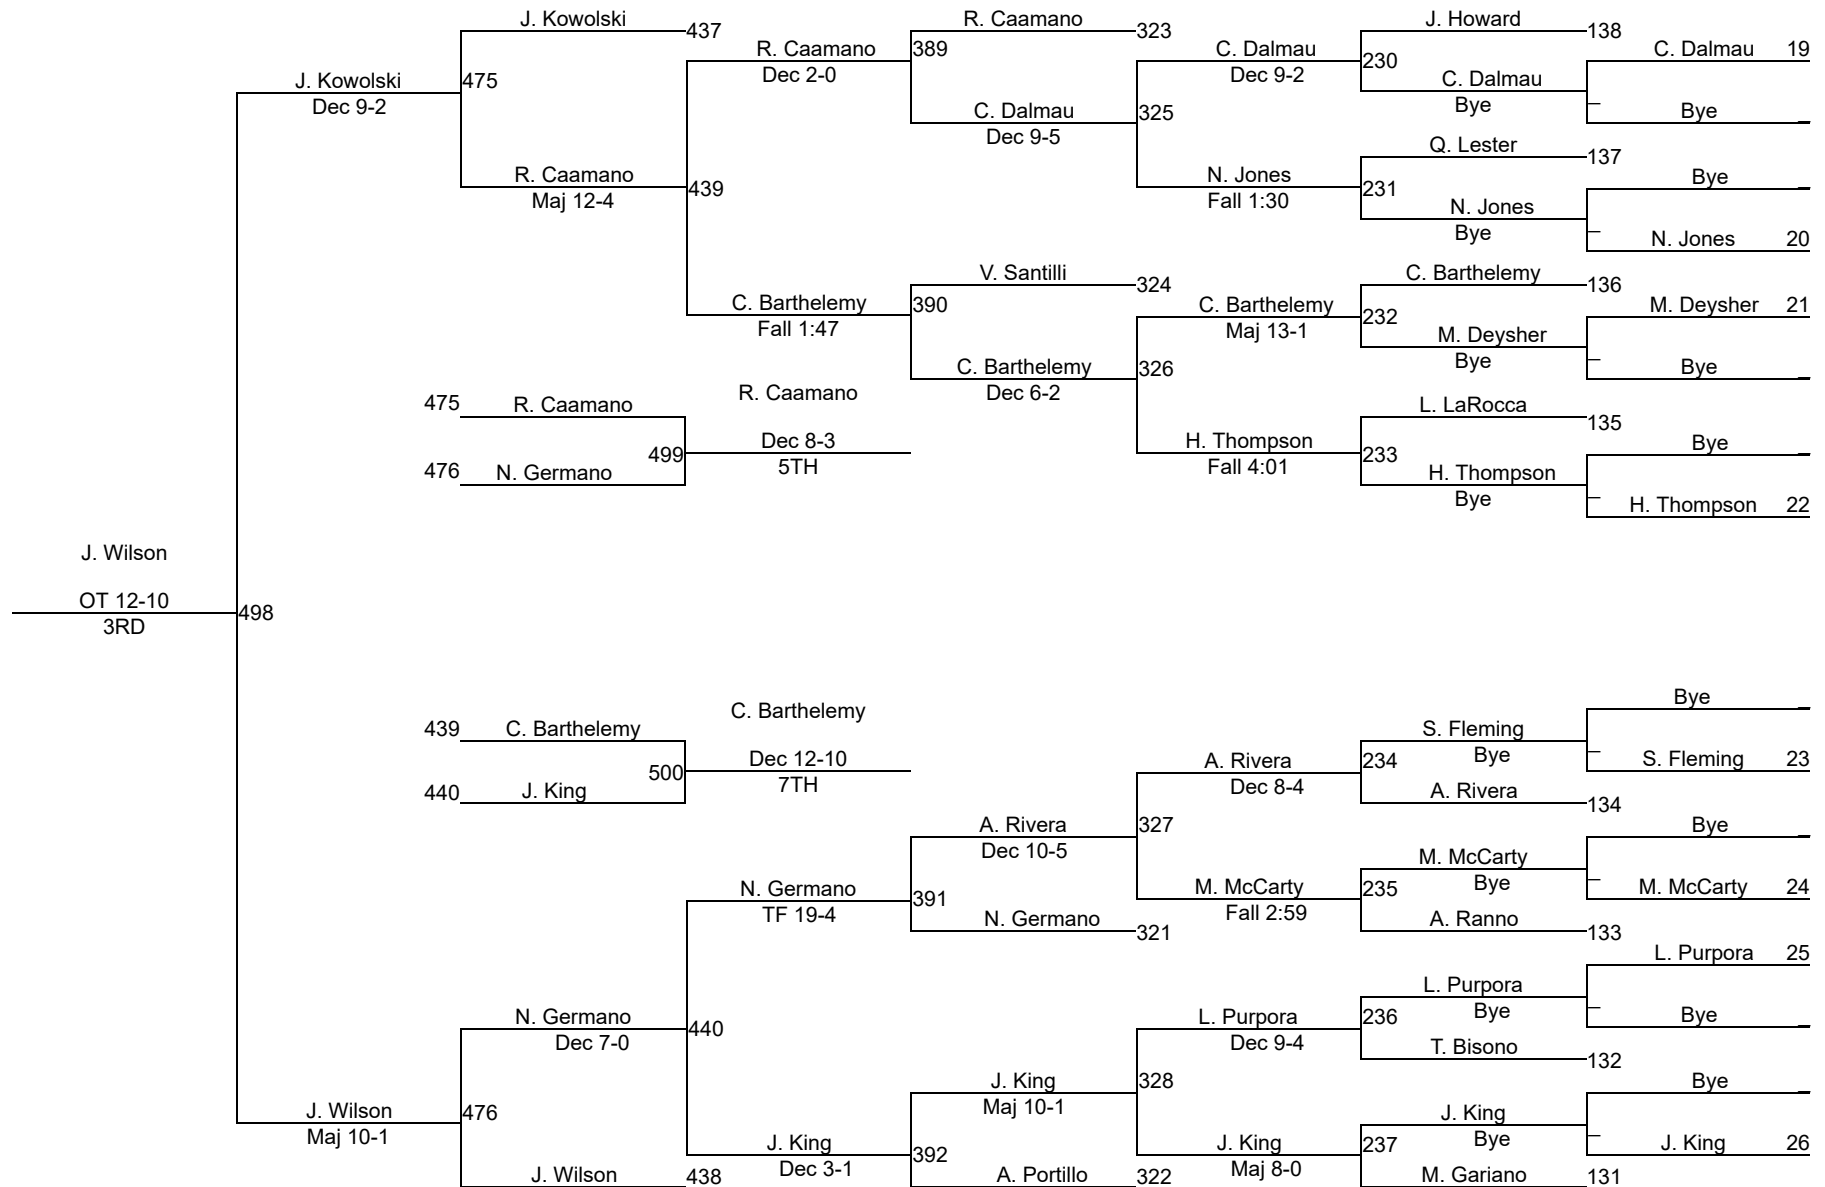 J. Kowolski
437
R. Caamano
323
J. Howard
138
R. Caamano
389
C. Dalmau
C. Dalmau 19
Dec 2-0
Dec 9-2
230
J. Kowolski
475
C. Dalmau
Dec 9-2
Bye
C. Dalmau
325
Bye _
Dec 9-5
Q. Lester
137
R. Caamano
439
N. Jones
231
Bye _
Maj 12-4
Fall 1:30
N. Jones
Bye
N. Jones 20
V. Santilli
324
C. Barthelemy
136
C. Barthelemy
390
C. Barthelemy
232
M. Deysher 21
Fall 1:47
Maj 13-1
M. Deysher
Bye
C. Barthelemy
326
Bye _
Dec 6-2
R. Caamano
475
R. Caamano
L. LaRocca
135
Dec 8-3
H. Thompson
Bye _
499
5TH
Fall 4:01
233
476
N. Germano
H. Thompson
Bye
H. Thompson 22
J. Wilson
OT 12-10
498
3RD
Bye _
C. Barthelemy
439
C. Barthelemy
S. Fleming
Dec 12-10
A. Rivera
234
Bye
S. Fleming 23
500
7TH
Dec 8-4
440
J. King
A. Rivera
134
A. Rivera
327
Bye _
Dec 10-5
M. McCarty
N. Germano
391
M. McCarty
235
Bye
M. McCarty 24
TF 19-4
Fall 2:59
N. Germano
321
A. Ranno
133
L. Purpora 25
L. Purpora
N. Germano
440
L. Purpora
236
Bye
Bye _
Dec 7-0
Dec 9-4
T. Bisono
132
J. King
328
Bye _
Maj 10-1
J. Wilson
476
J. King
Maj 10-1
Bye
J. King
392
J. King
237
J. King 26
Dec 3-1
Maj 8-0
J. Wilson
438
A. Portillo
322
M. Gariano
131